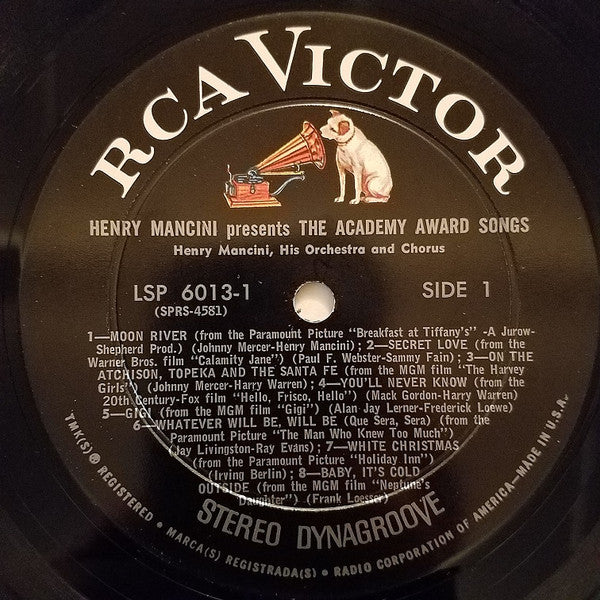 RCA VICTOR
HENRY MANCINI presents THE ACADEMY AWARD SONGS
Henry Mancini, His Orchestra and Chorus
LSP 6013-1
(SPRS-4581)
SIDE 1
1—MOON RIVER (from the Paramount Picture "Breakfast at Tiffany's" -A Jurow-
Shepherd Prod.) (Johnny Mercer-Henry Mancini); 2—SECRET LOVE (from the
Warner Bros. film "Calamity Jane") (Paul F. Webster-Sammy Fain); 3—ON THE
ATCHISON, TOPEKA AND THE SANTA FE (from the MGM film "The Harvey
Girls") (Johnny Mercer-Harry Warren); 4—YOU'LL NEVER KNOW (from the
20th Century-Fox film "Hello, Frisco, Hello") (Mack Gordon-Harry Warren)
5—GIGI (from the MGM film "Gigi") (Alan Jay Lerner-Frederick Loewe)
6—WHATEVER WILL BE, WILL BE (Que Sera, Sera) (from the
Paramount Picture "The Man Who Knew Too Much")
(Jay Livingston-Ray Evans); 7—WHITE CHRISTMAS
(from the Paramount Picture "Holiday Inn")
(Irving Berlin); 8—BABY, IT'S COLD
OUTSIDE (from the MGM film "Neptune's
Daughter") (Frank Loesser)
STEREO DYNAGROOVE
TMK(S) ® REGISTERED • MARCA(S) REGISTRADA(S) • RADIO CORPORATION OF AMERICA—MADE IN U.S.A.